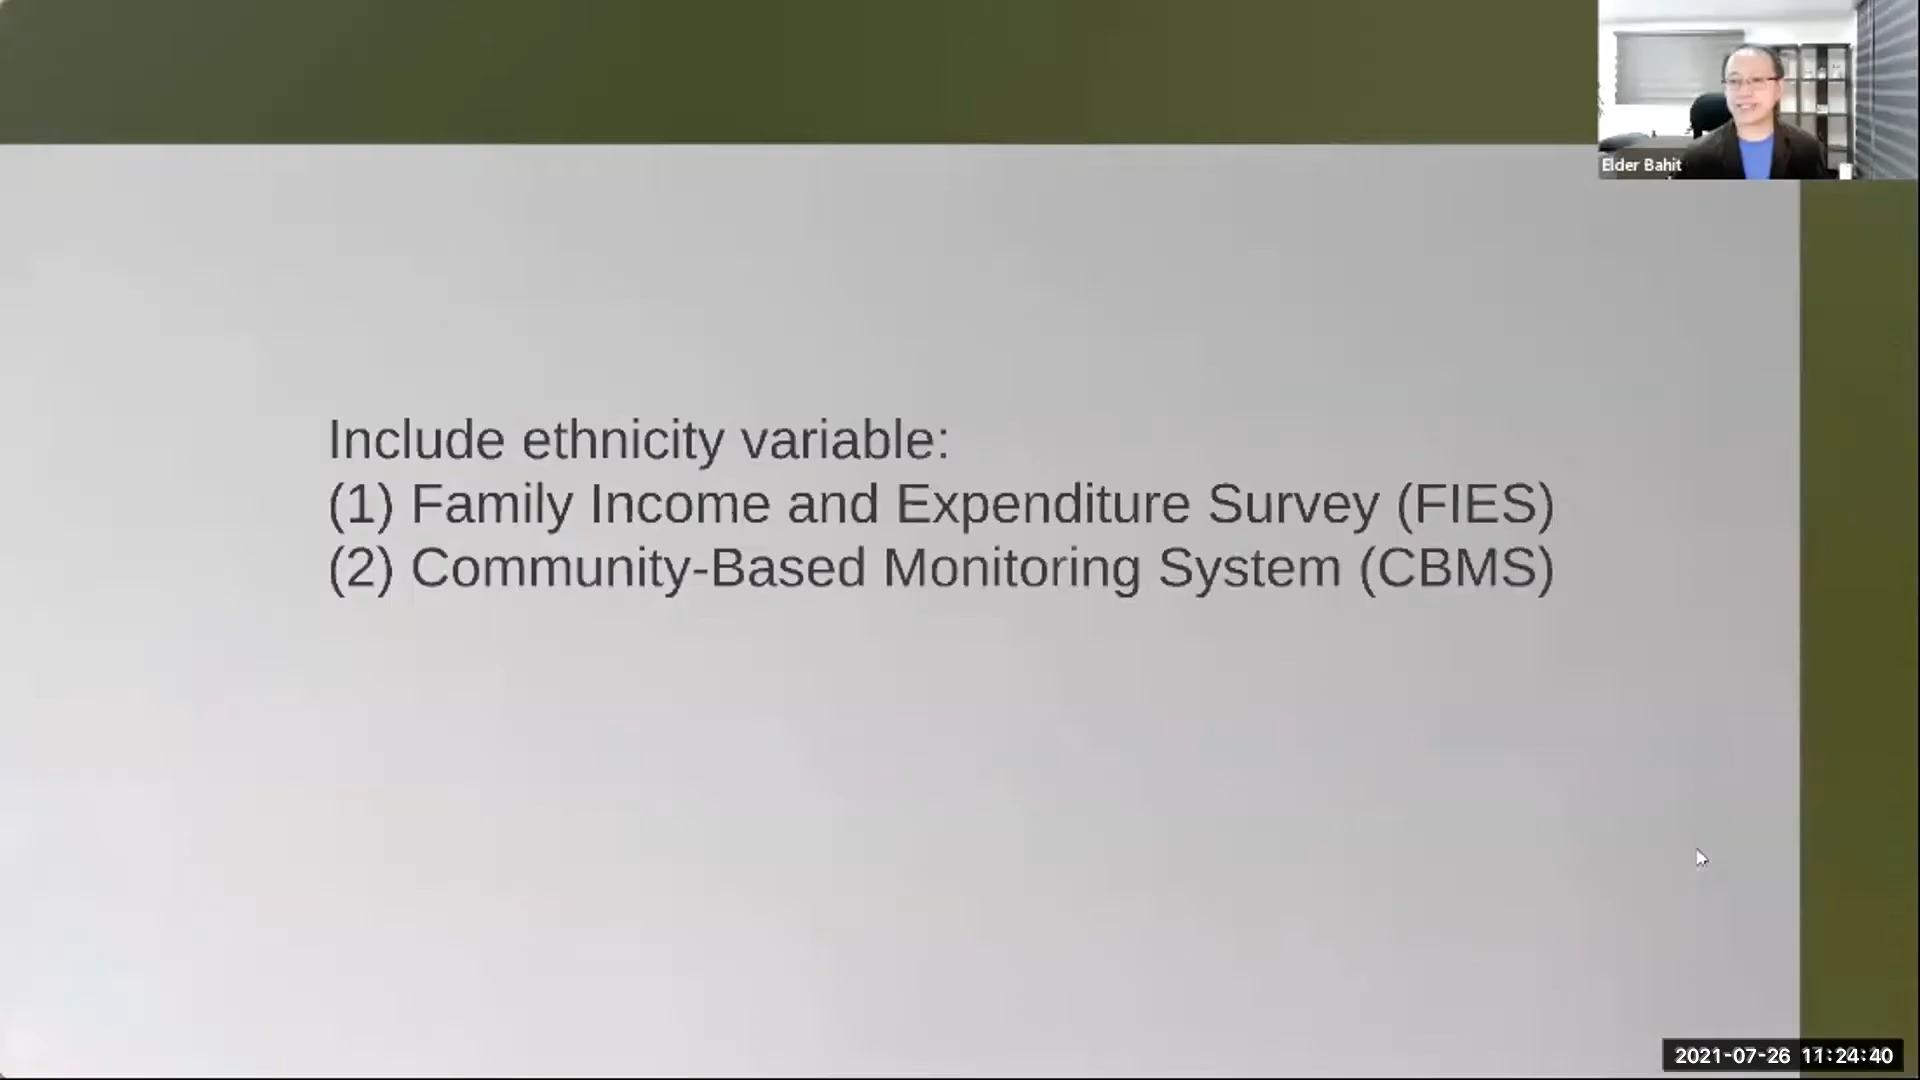 Elder Bahit
Include ethnicity variable:
(1) Family Income and Expenditure Survey (FIES)
(2) Community-Based Monitoring System (CBMS)
2021-07-26 11:24:40